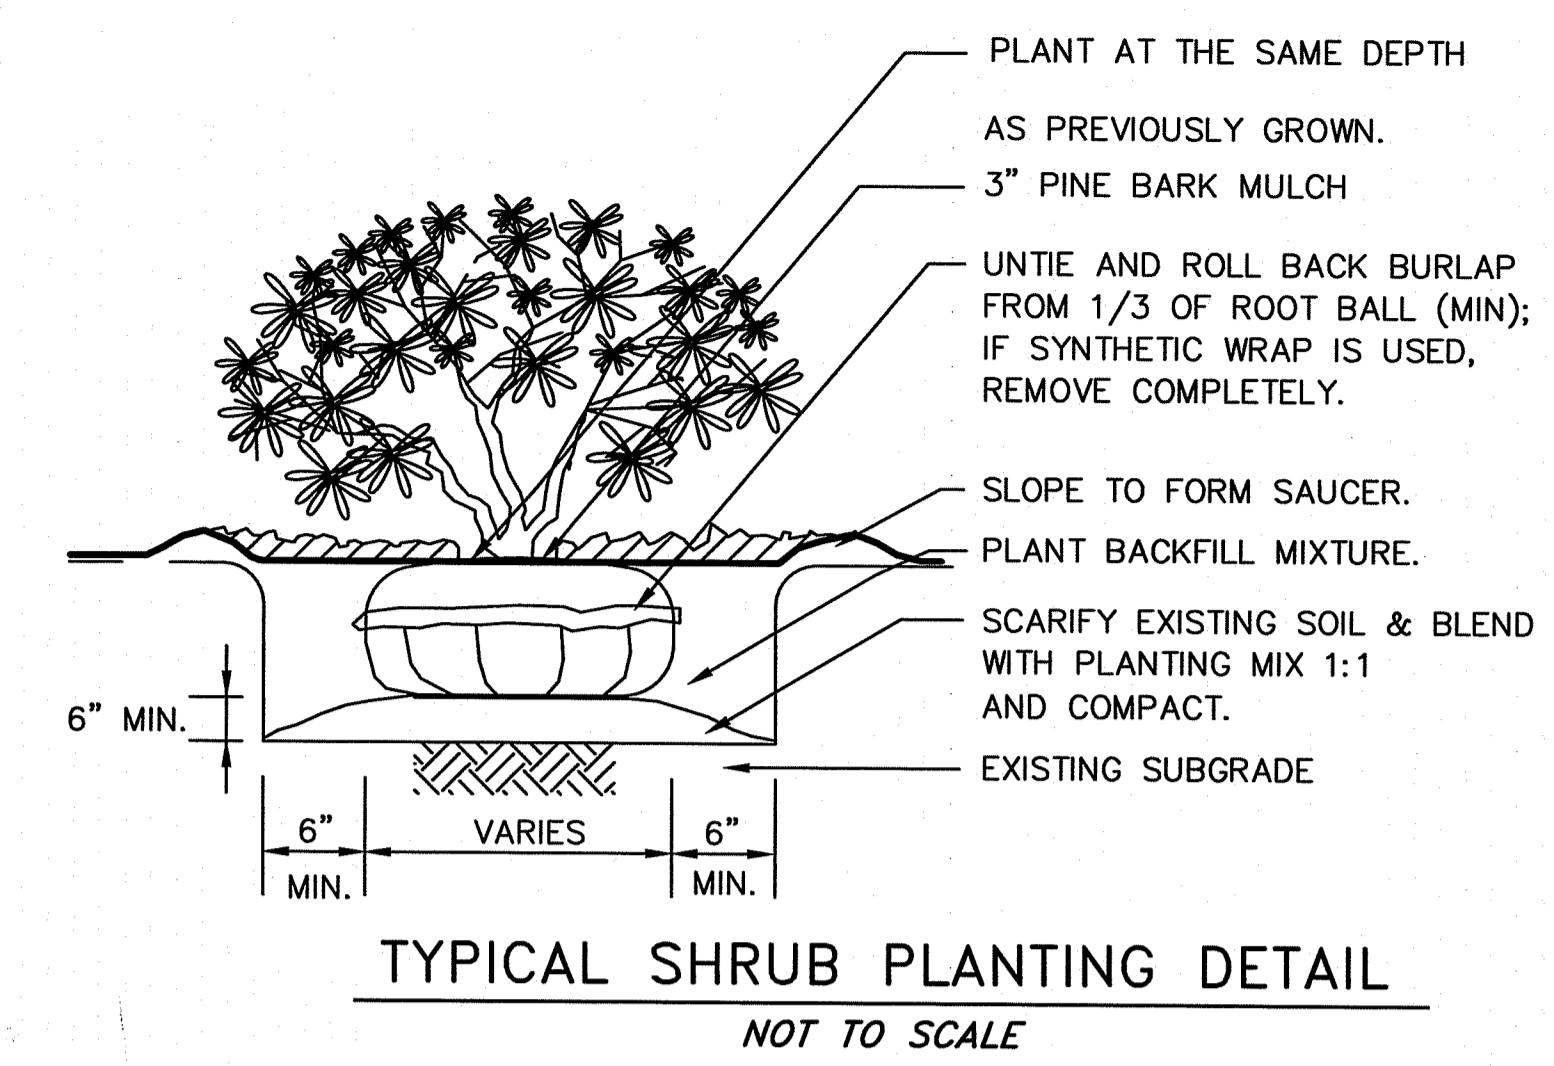 PLANT AT THE SAME DEPTH
AS PREVIOUSLY GROWN.
3” PINE BARK MULCH
UNTIE AND ROLL BACK BURLAP
FROM 1/3 OF ROOT BALL (MIN);
IF SYNTHETIC WRAP IS USED,
REMOVE COMPLETELY.
SLOPE TO FORM SAUCER.
PLANT BACKFILL MIXTURE.
SCARIFY EXISTING SOIL & BLEND
WITH PLANTING MIX 1:1
AND COMPACT.
EXISTING SUBGRADE
6” MIN.
6”
MIN.
VARIES
6”
MIN.
TYPICAL SHRUB PLANTING DETAIL
NOT TO SCALE